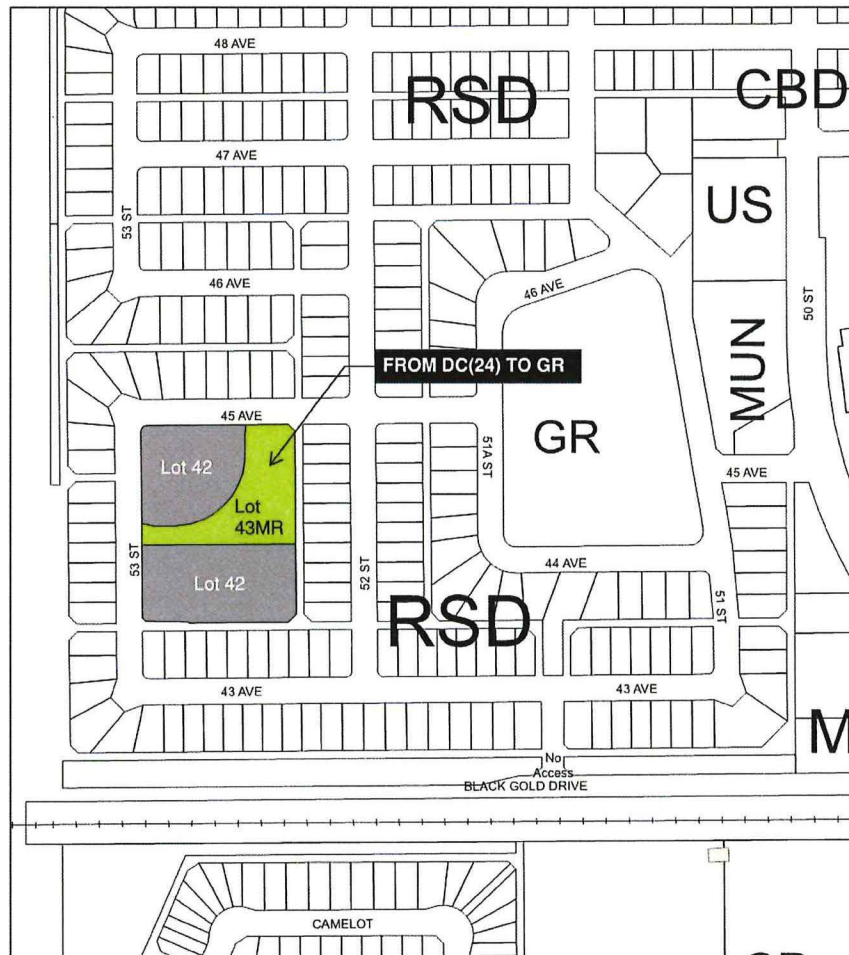 48 AVE
RSD
CBD
47 AVE
US
53 ST
46 AVE
46 AVE
50 ST
MUN
FROM DC(24) TO GR
45 AVE
GR
51A ST
Lot 42
45 AVE
Lot
43MR
53 ST
52 ST
44 AVE
Lot 42
51 ST
RSD
43 AVE
43 AVE
M
No
Access
BLACK GOLD DRIVE
CAMELOT